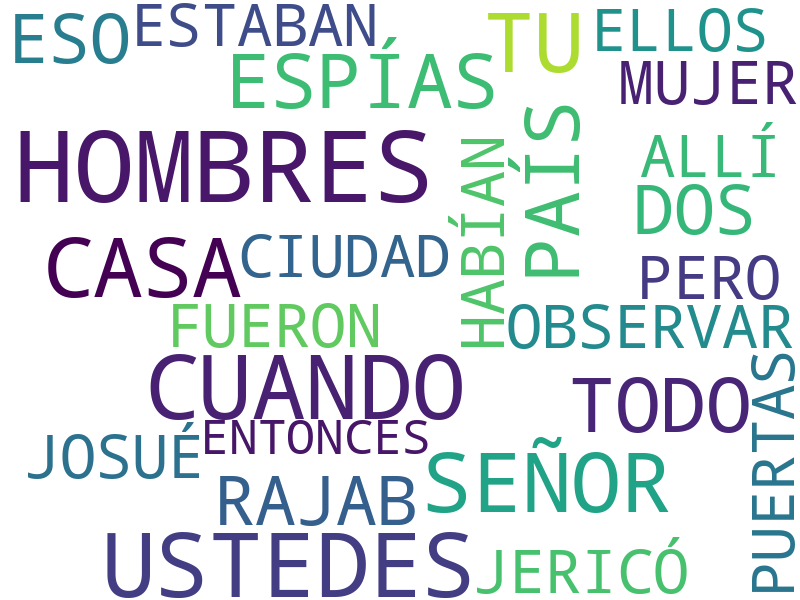 ESO
ESTABAN
TU
ELLOS
ESPÍAS
MUJER
HOMBRES
HABÍAN
PAÍS
ALLÍ
DOS
CASA
CIUDAD
PERO
FUERON
OBSERVAR
CUANDO
TODO
PUERTAS
JOSUÉ
ENTONCES
RAJAB
SEÑOR
USTEDES
JERICÓ